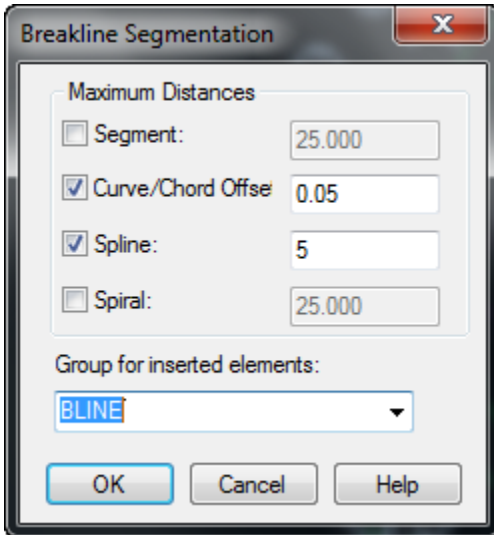 Breakline Segmentation
Maximum Distances
Segment: 25.000
Curve/Chord Offset 0.05
Spline: 5
Spiral: 25.000
Group for inserted elements:
BLINE
OK Cancel Help